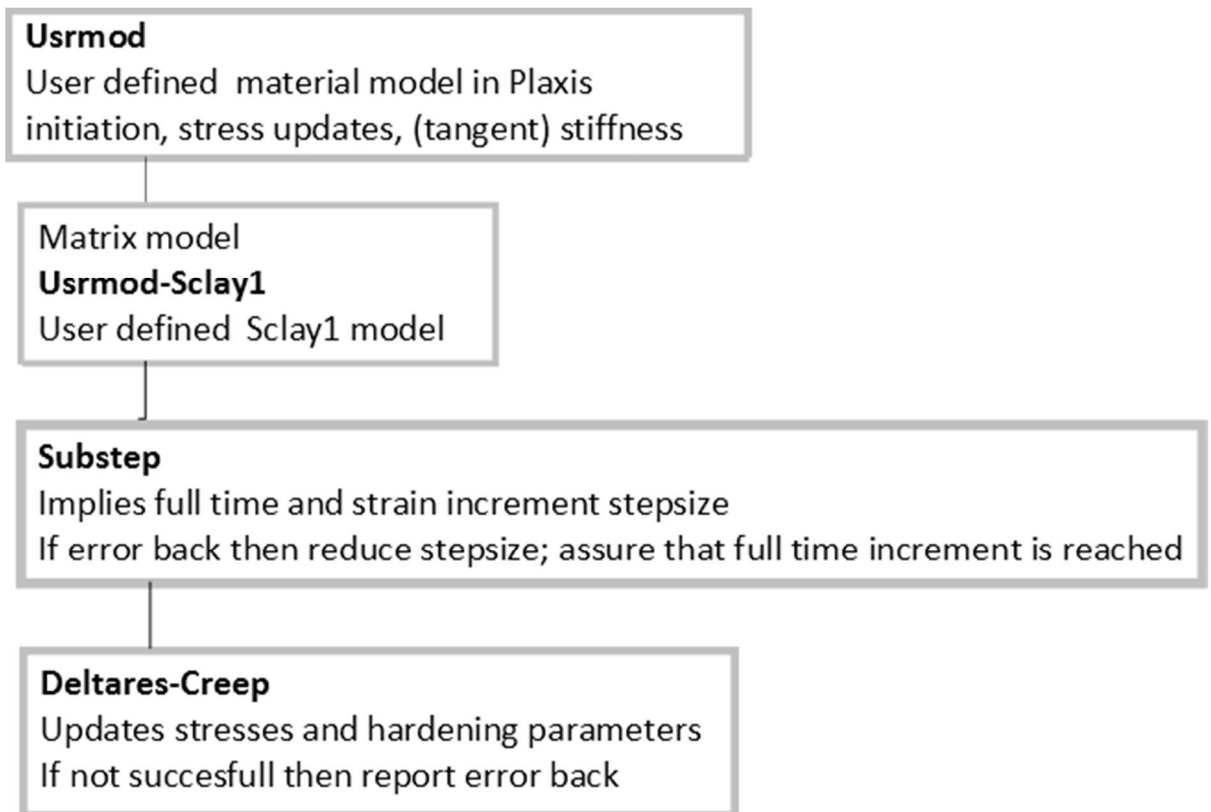 Usrmod
User defined material model in Plaxis
initiation, stress updates, (tangent) stiffness
Matrix model
Usrmod-Sclay1
User defined Sclay1 model
Substep
Implies full time and strain increment stepsize
If error back then reduce stepsize; assure that full time increment is reached
Deltares-Creep
Updates stresses and hardening parameters
If not succesfull then report error back